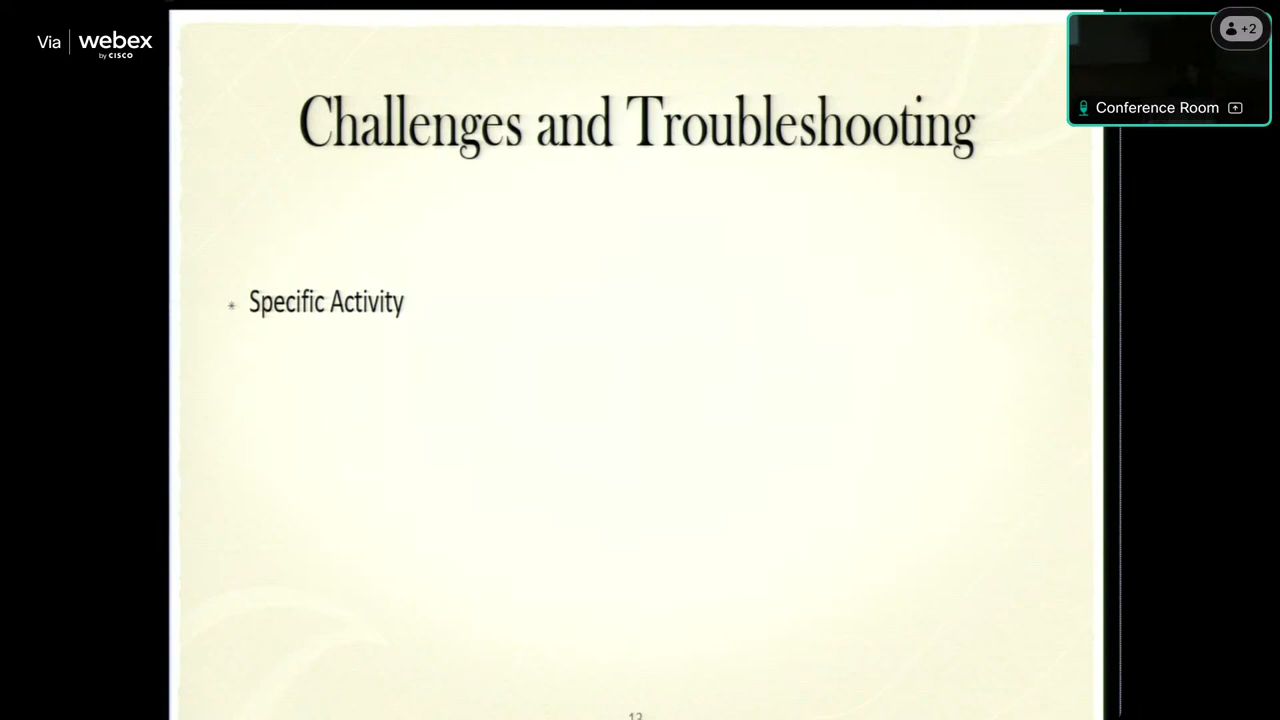 Via webex
by CISCO
+2
Conference Room
Challenges and Troubleshooting
* Specific Activity
13